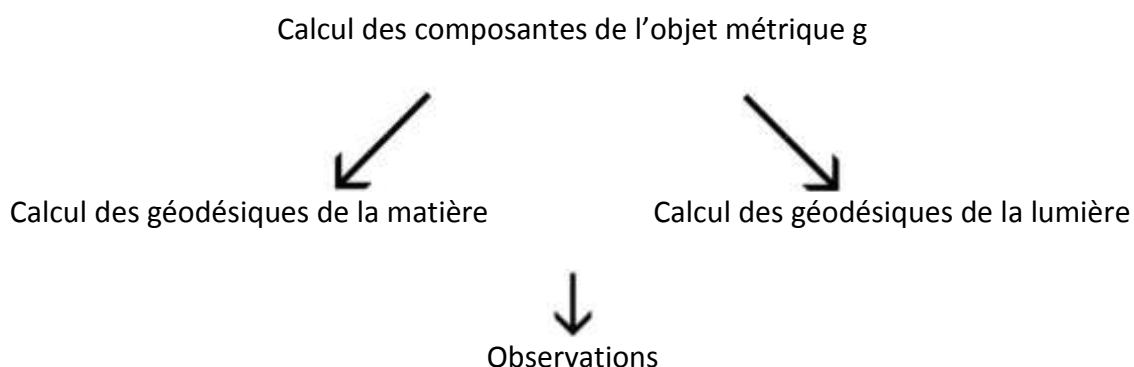 Calcul des composantes de l’objet métrique g
Calcul des géodésiques de la matière
Calcul des géodésiques de la lumière
Observations